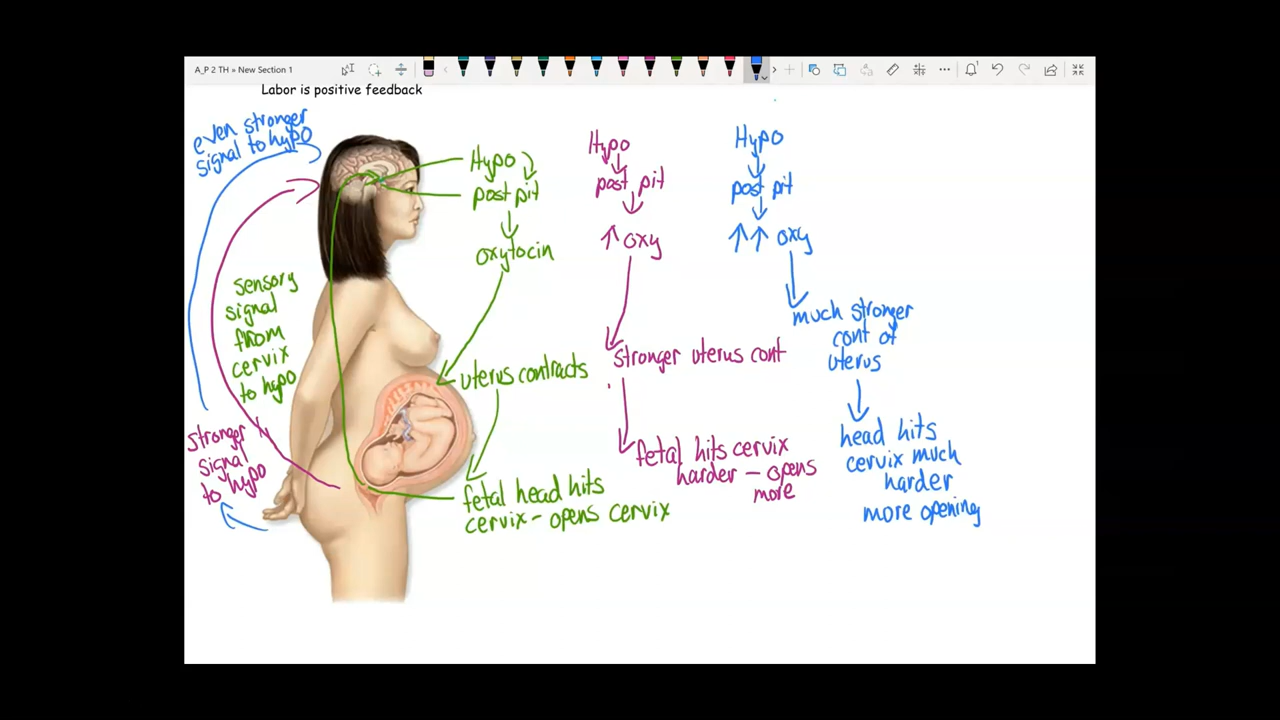 A_P 2 TH » New Section 1
Labor is positive feedback
even stronger
signal to hypo
Hypo
post pit
oxytocin
uterus contracts
fetal head hits
cervix - opens cervix
sensory
signal
from
cervix
to hypo
stronger
signal
to hypo
Hypo
post pit
↑ oxy
stronger uterus cont
fetal hits cervix
harder - opens
more
Hypo
post pit
↑↑ oxy
much stronger
cont of
uterus
head hits
cervix much
harder
more opening